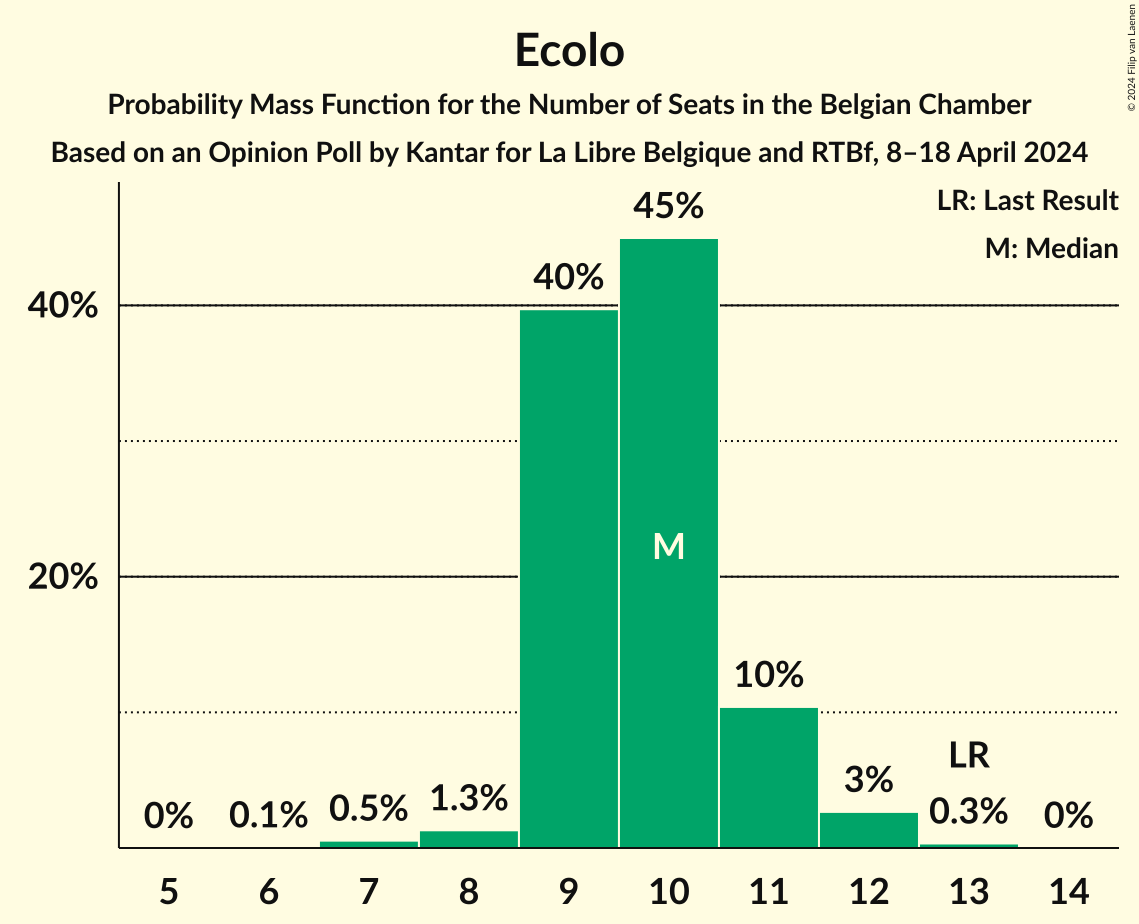 Ecolo
Probability Mass Function for the Number of Seats in the Belgian Chamber
Based on an Opinion Poll by Kantar for La Libre Belgique and RTBf, 8–18 April 2024
© 2024 Filip van Laenen
LR: Last Result
M: Median
45%
40%
40%
M
20%
10%
LR
0%
0.1%
0.5%
1.3%
3%
0.3%
0%
5 6 7 8 9 10 11 12 13 14